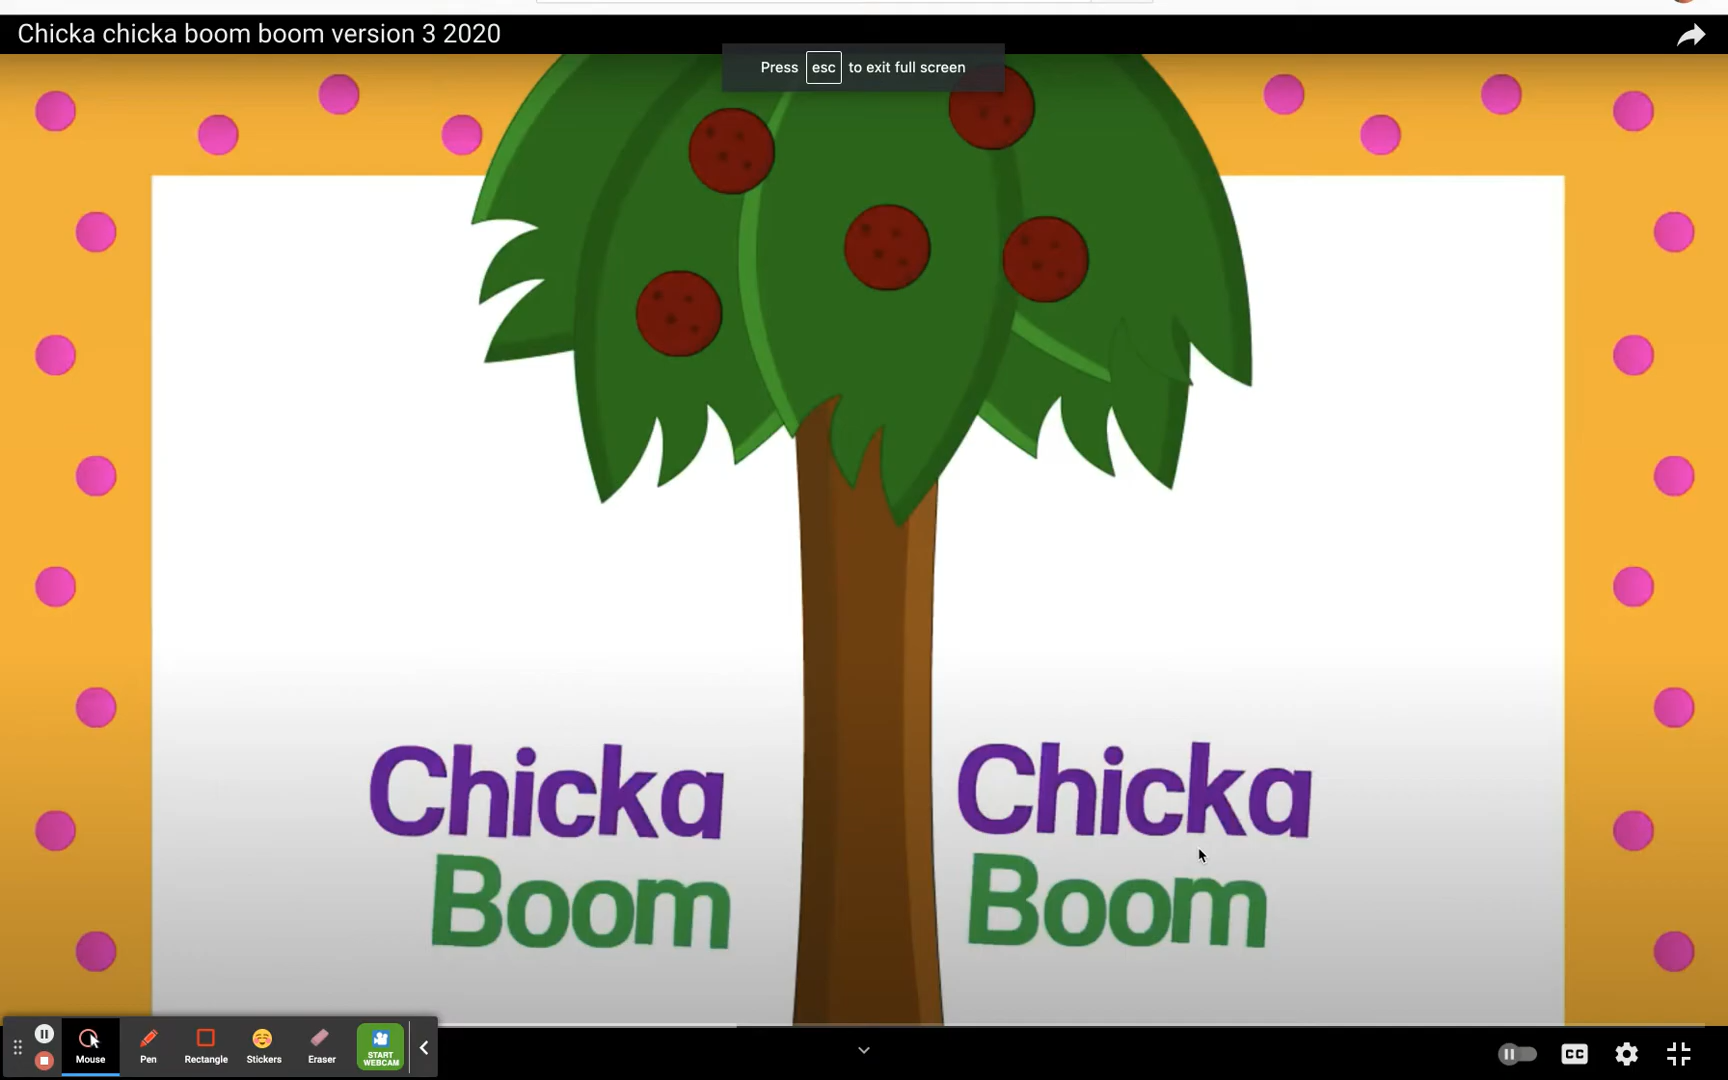 Chicka chicka boom boom version 3 2020
Press esc to exit full screen
Chicka Chicka
Boom Boom
Mouse Pen Rectangle Stickers Eraser START WEBCAM
CC